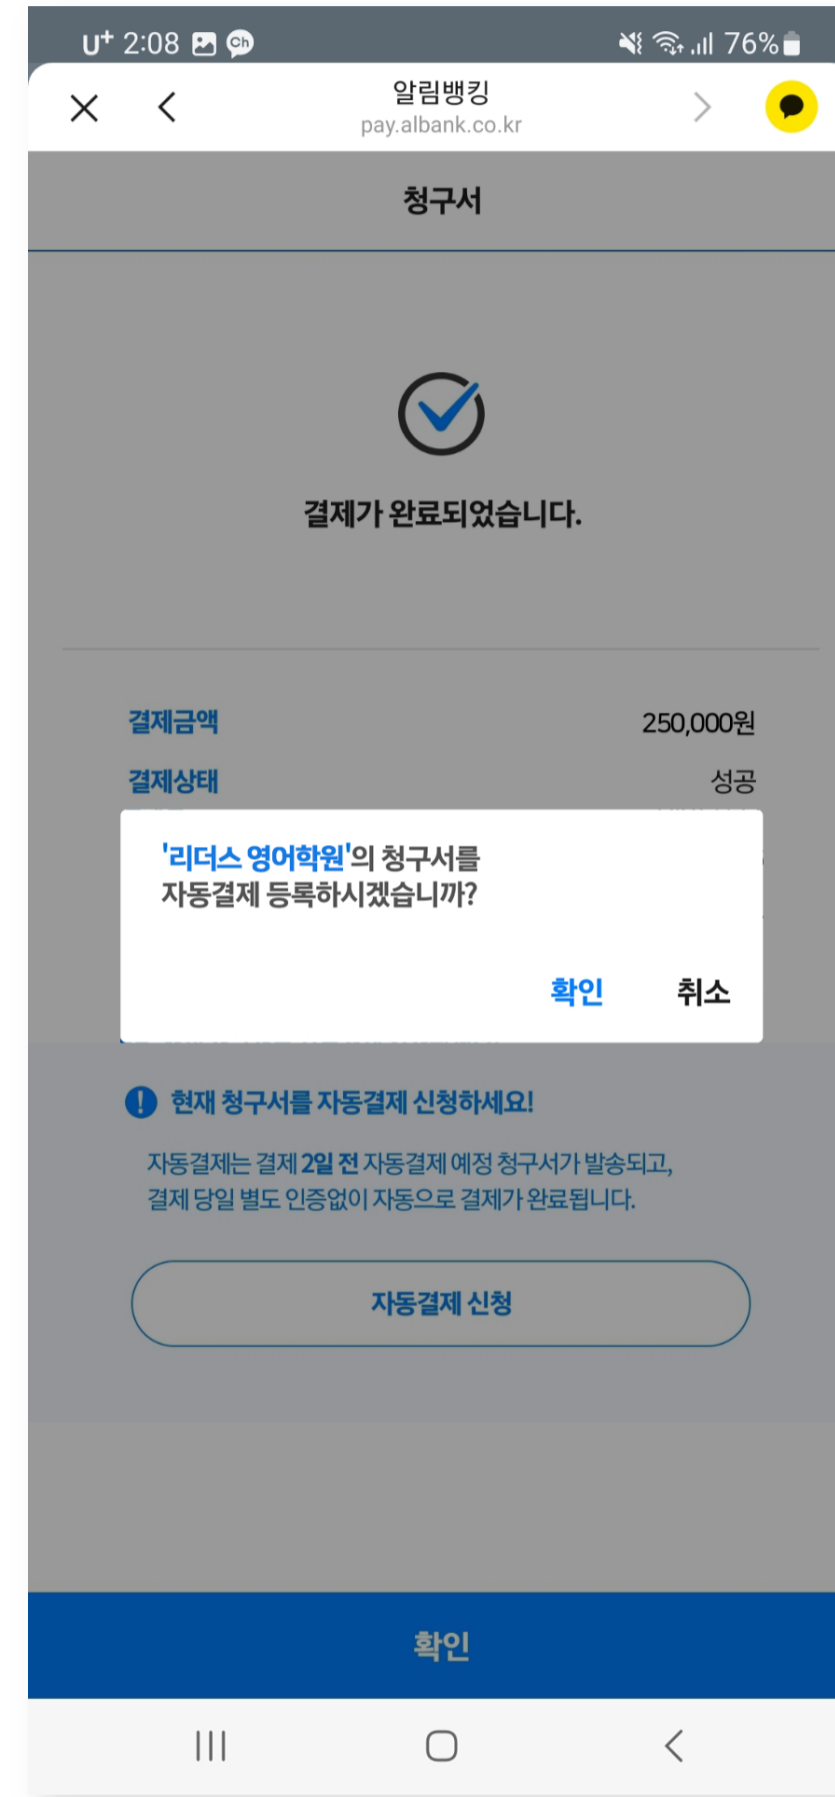 U+ 2:08 Ch 76%
알림뱅킹
pay.albank.co.kr
청구서
결제가 완료되었습니다.
결제금액 250,000원
결제상태 성공
'리더스 영어학원'의 청구서를
자동결제 등록하시겠습니까?
확인 취소
현재 청구서를 자동결제 신청하세요!
자동결제는 결제 2일 전 자동결제 예정 청구서가 발송되고,
결제 당일 별도 인증없이 자동으로 결제가 완료됩니다.
자동결제 신청
확인